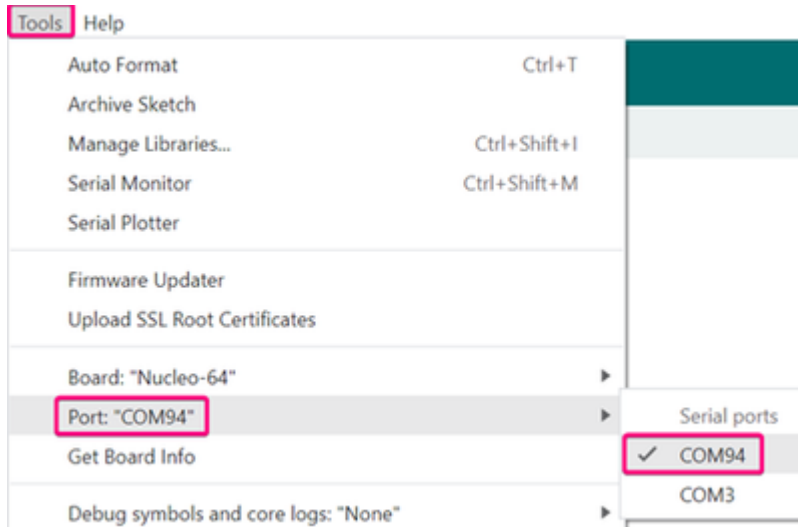 Tools Help
Auto Format Ctrl+T
Archive Sketch
Manage Libraries... Ctrl+Shift+I
Serial Monitor Ctrl+Shift+M
Serial Plotter
Firmware Updater
Upload SSL Root Certificates
Board: "Nucleo-64"
Port: "COM94"
Get Board Info
Debug symbols and core logs: "None"
Serial ports
COM94
COM3